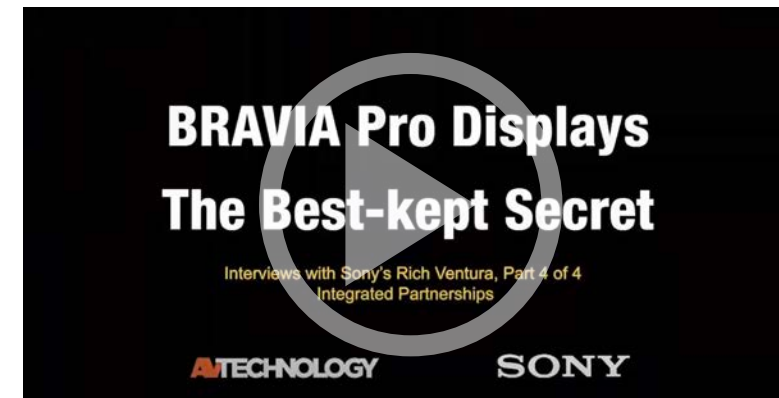 BRAVIA Pro Displays
The Best-kept Secret
Interviews with Sony's Rich Ventura, Part 4 of 4
Integrated Partnerships
AVTECHNOLOGY SONY